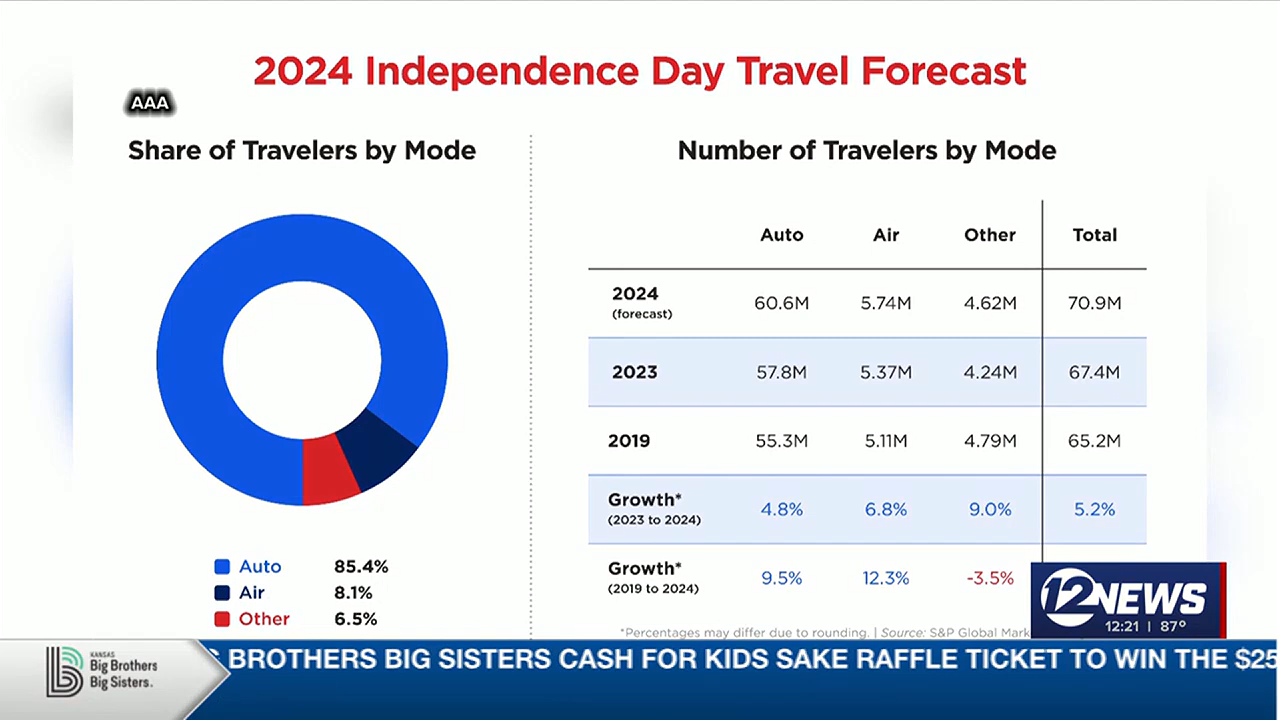 2024 Independence Day Travel Forecast
AAA
Share of Travelers by Mode
Auto 85.4%
Air 8.1%
Other 6.5%
Number of Travelers by Mode
Auto Air Other Total
2024 (forecast) 60.6M 5.74M 4.62M 70.9M
2023 57.8M 5.37M 4.24M 67.4M
2019 55.3M 5.11M 4.79M 65.2M
Growth* (2023 to 2024) 4.8% 6.8% 9.0% 5.2%
Growth* (2019 to 2024) 9.5% 12.3% -3.5%
*Percentages may differ due to rounding. | Source: S&P Global
12 NEWS
12:21 | 87°
KANSAS
Big Brothers
Big Sisters.
BROTHERS BIG SISTERS CASH FOR KIDS SAKE RAFFLE TICKET TO WIN THE $25